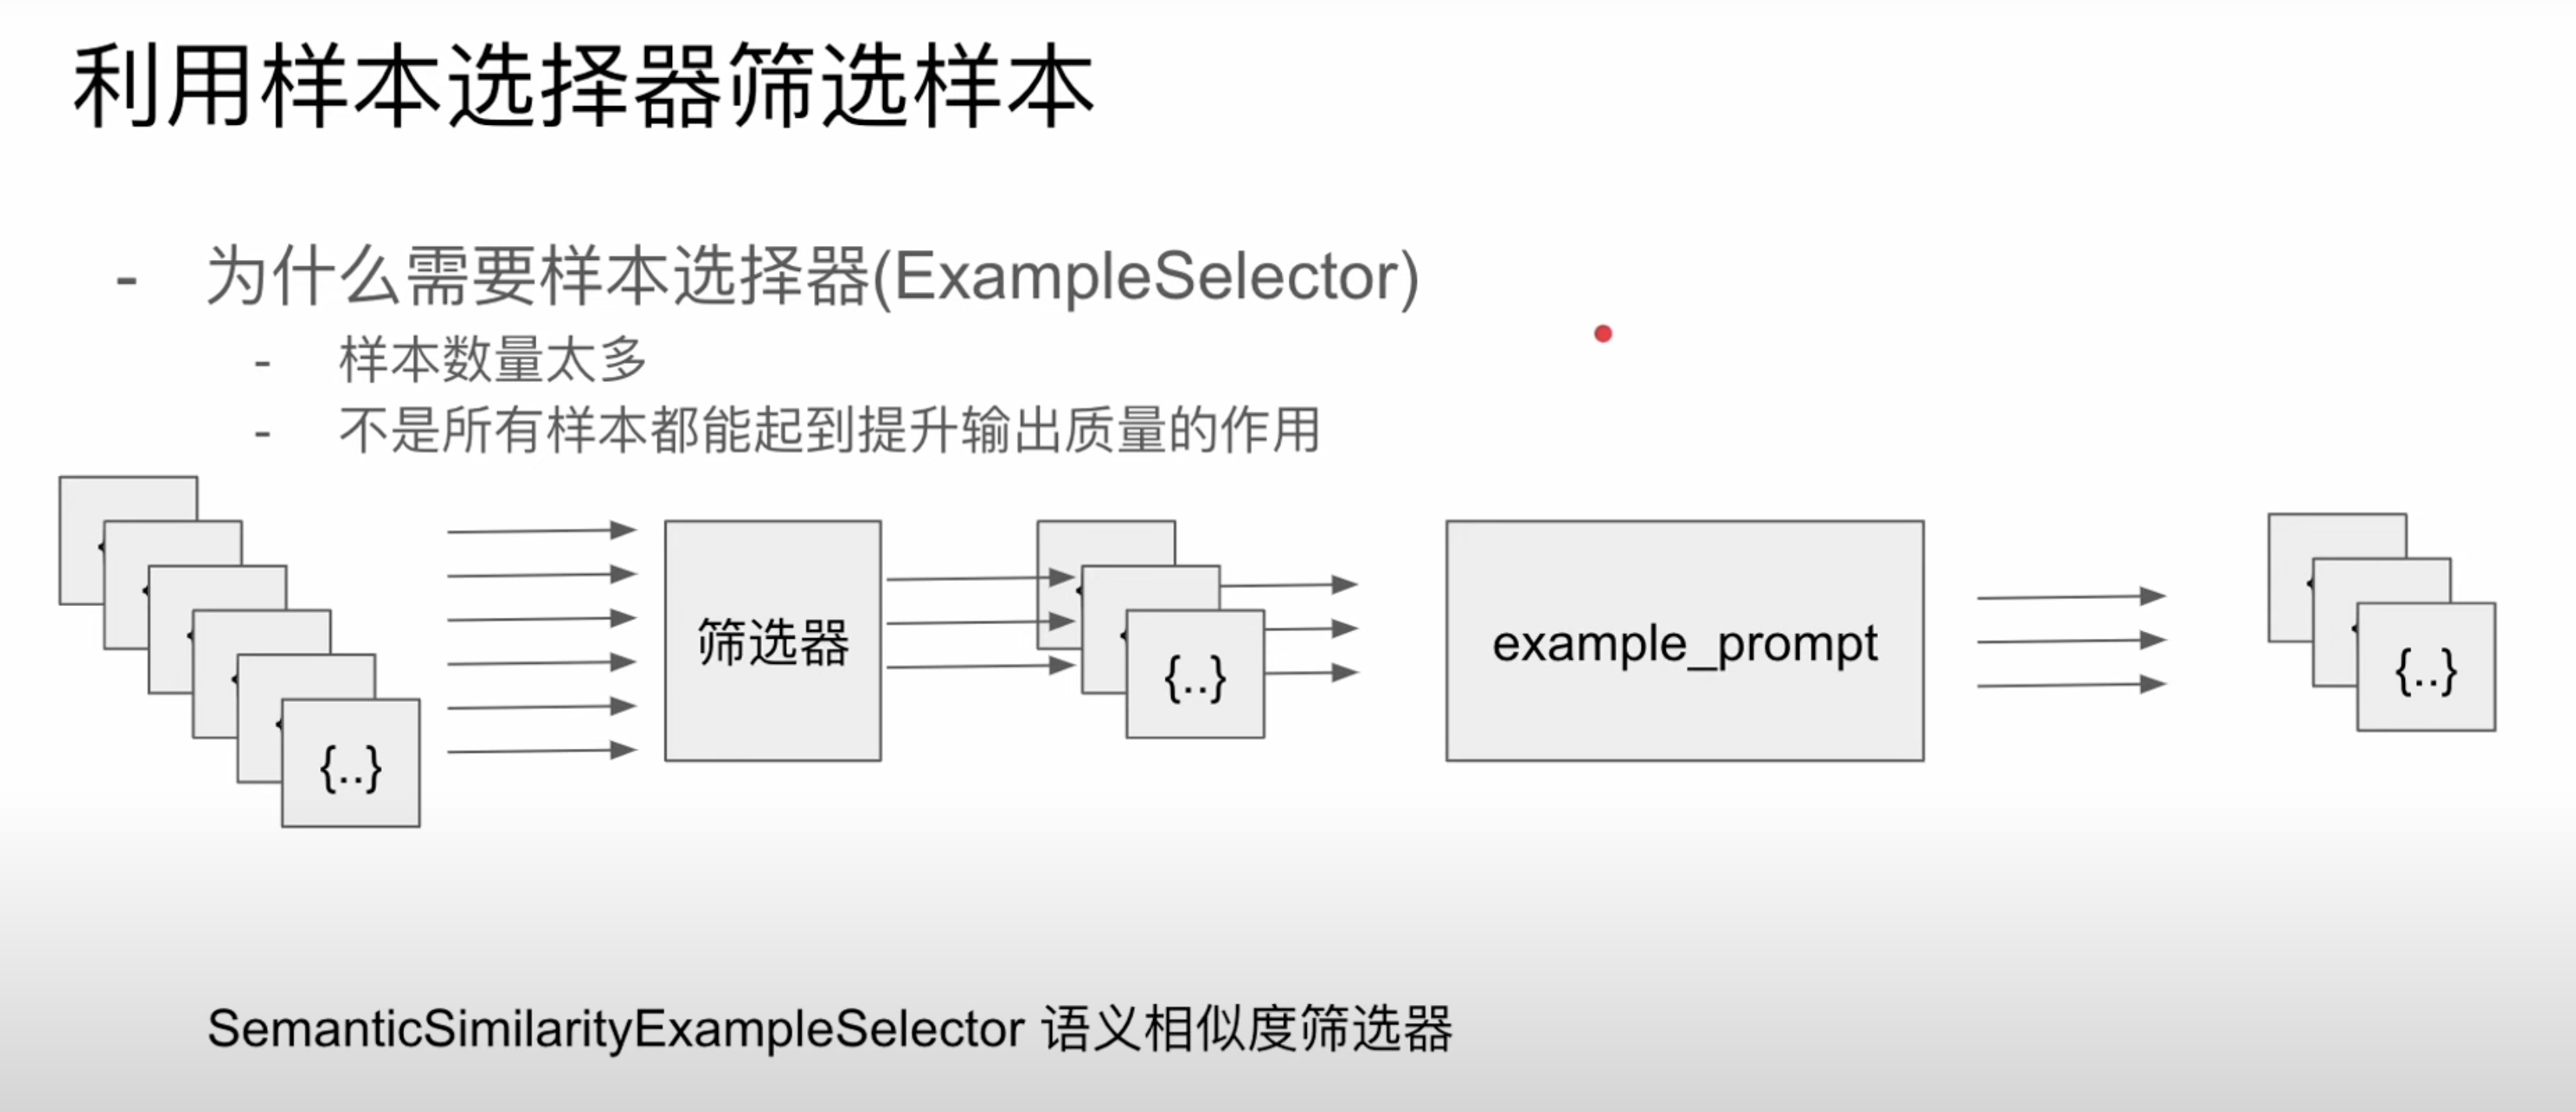 利用样本选择器筛选样本
- 为什么需要样本选择器(ExampleSelector)
- 样本数量太多
- 不是所有样本都能起到提升输出质量的作用
筛选器
example_prompt
{..}
{..}
{..}
SemanticSimilarityExampleSelector 语义相似度筛选器